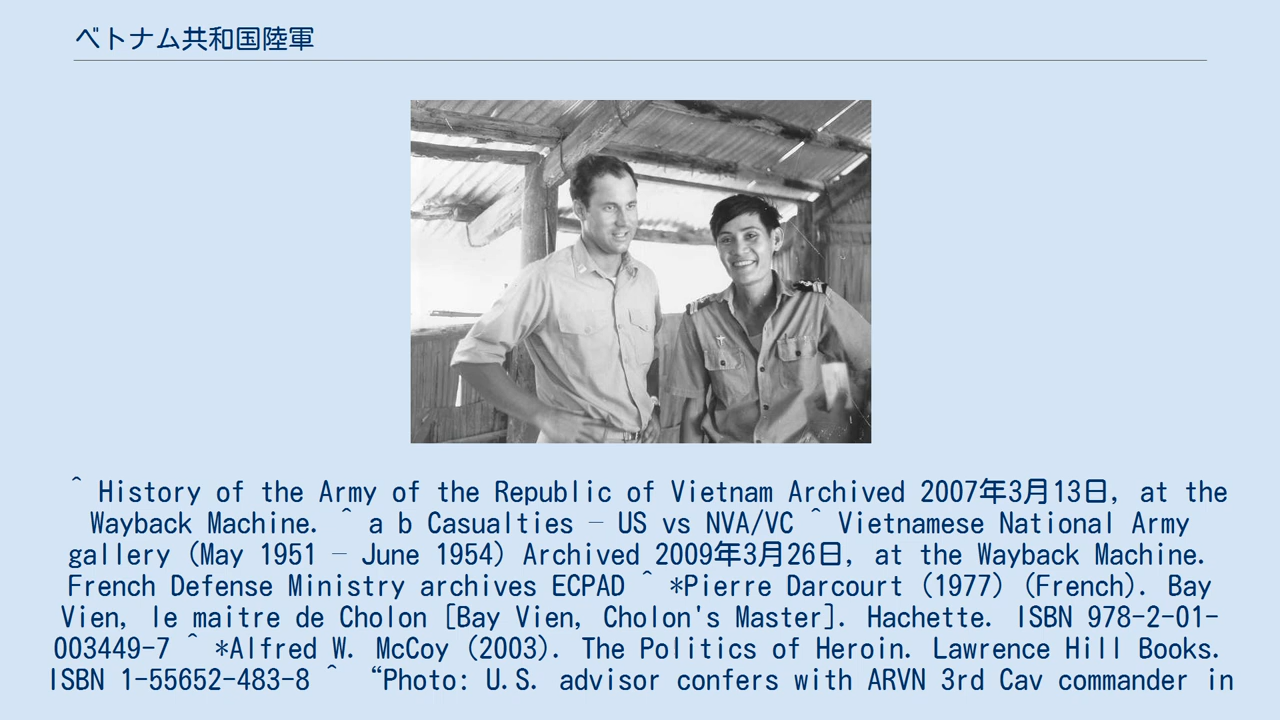 ベトナム共和国陸軍
^ History of the Army of the Republic of Vietnam Archived 2007年3月13日, at the
Wayback Machine. ^ a b Casualties – US vs NVA/VC ^ Vietnamese National Army
gallery (May 1951 – June 1954) Archived 2009年3月26日, at the Wayback Machine.
French Defense Ministry archives ECPAD ^ *Pierre Darcourt (1977) (French). Bay
Vien, le maitre de Cholon [Bay Vien, Cholon's Master]. Hachette. ISBN 978-2-01-
003449-7 ^ *Alfred W. McCoy (2003). The Politics of Heroin. Lawrence Hill Books.
ISBN 1-55652-483-8 ^ “Photo: U.S. advisor confers with ARVN 3rd Cav commander in